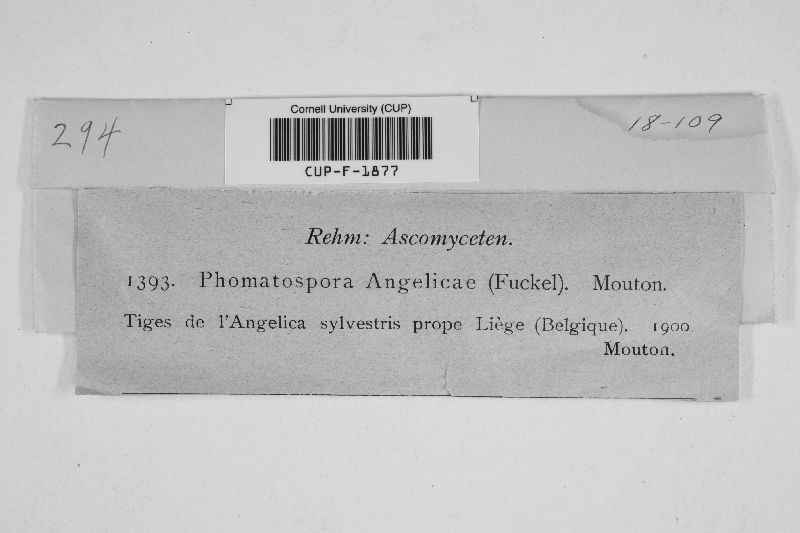 294
Cornell University (CUP)
CUP-F-1877
18-109
Rehm: Ascomyceten.
1393. Phomatospora Angelicae (Fuckel). Mouton.
Tiges de l'Angelica sylvestris prope Liège (Belgique). 1900
Mouton.